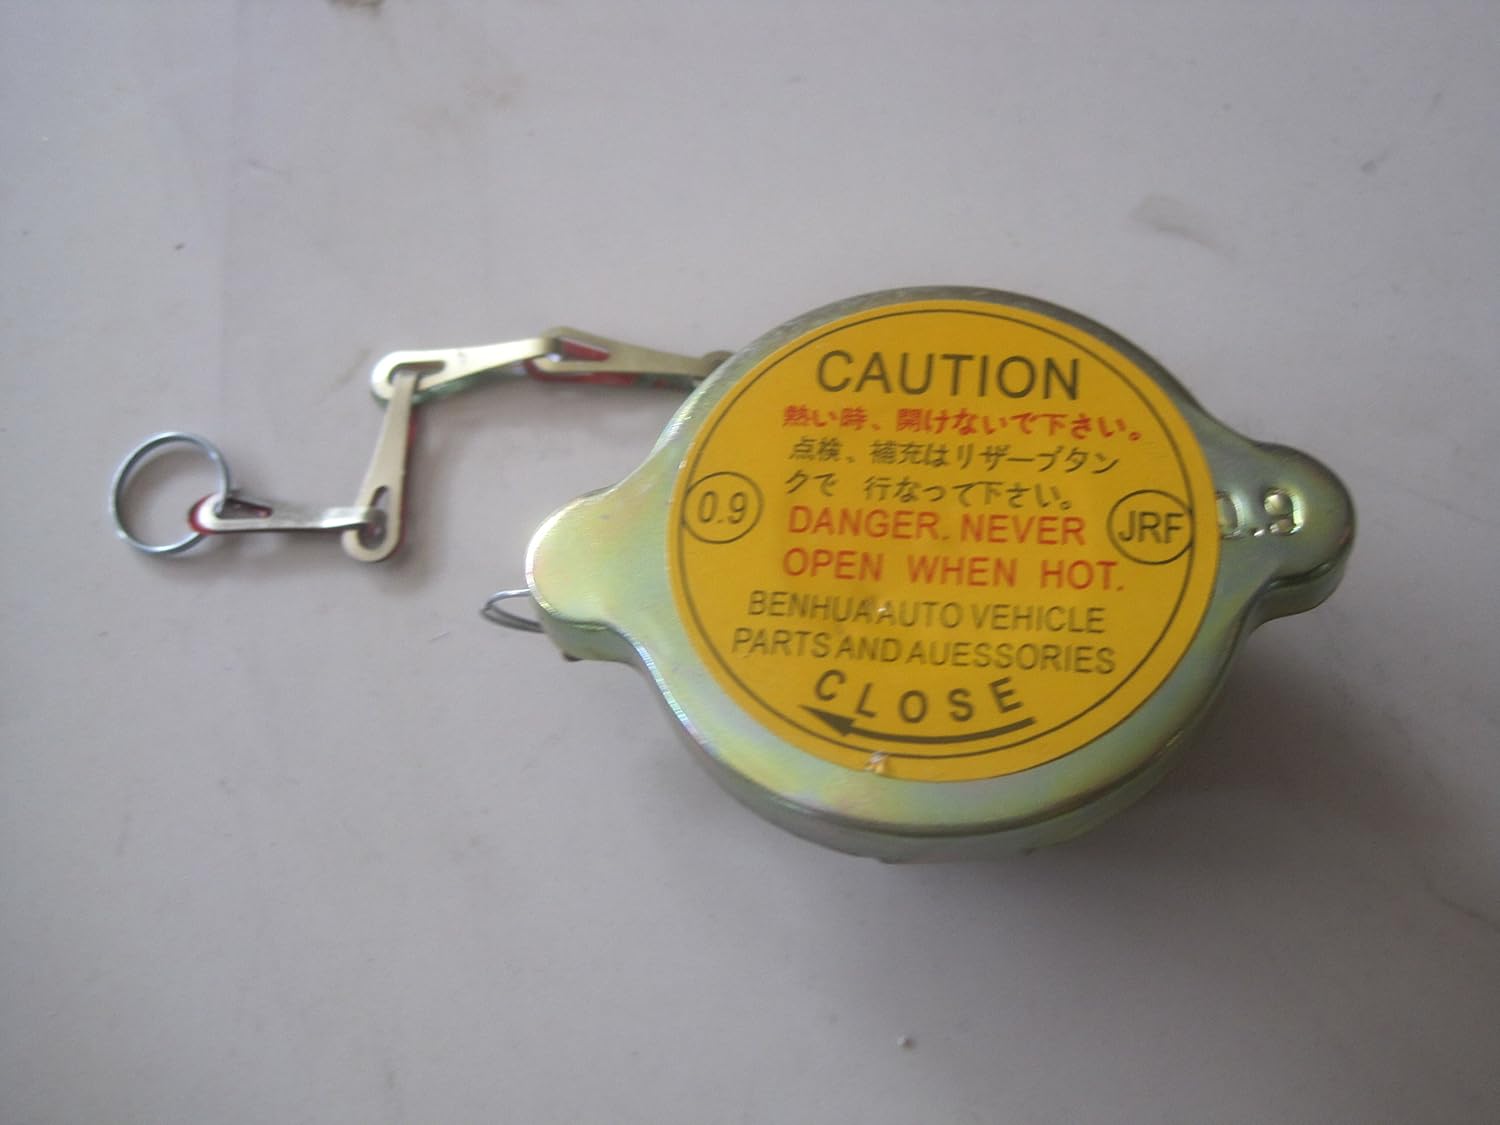 CAUTION
熱い時、開けないで下さい。
点検、補充はリザーブタン
クで 行なって下さい。
0.9
JRF
0.9
DANGER. NEVER
OPEN WHEN HOT.
BENHUA AUTO VEHICLE
PARTS AND AUESSORIES
CLOSE